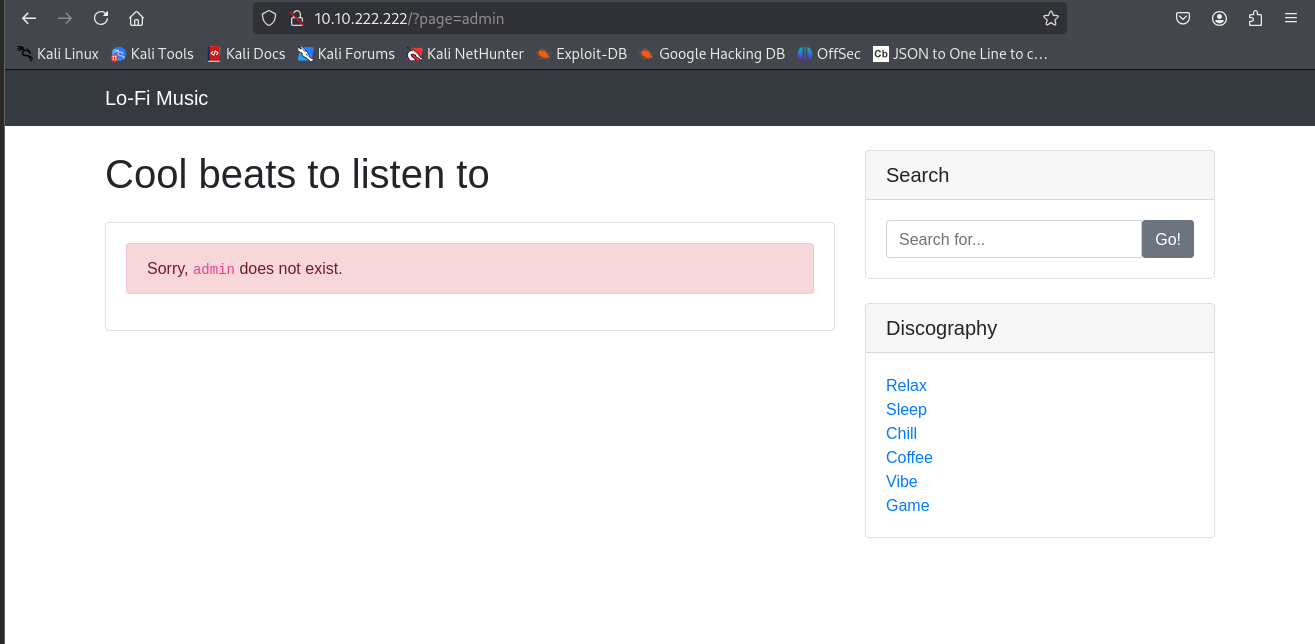 10.10.222.222/?page=admin
Kali Linux Kali Tools Kali Docs Kali Forums Kali NetHunter Exploit-DB Google Hacking DB OffSec Cb JSON to One Line to c…
Lo-Fi Music
Cool beats to listen to
Sorry, admin does not exist.
Search
Search for...
Go!
Discography
Relax
Sleep
Chill
Coffee
Vibe
Game